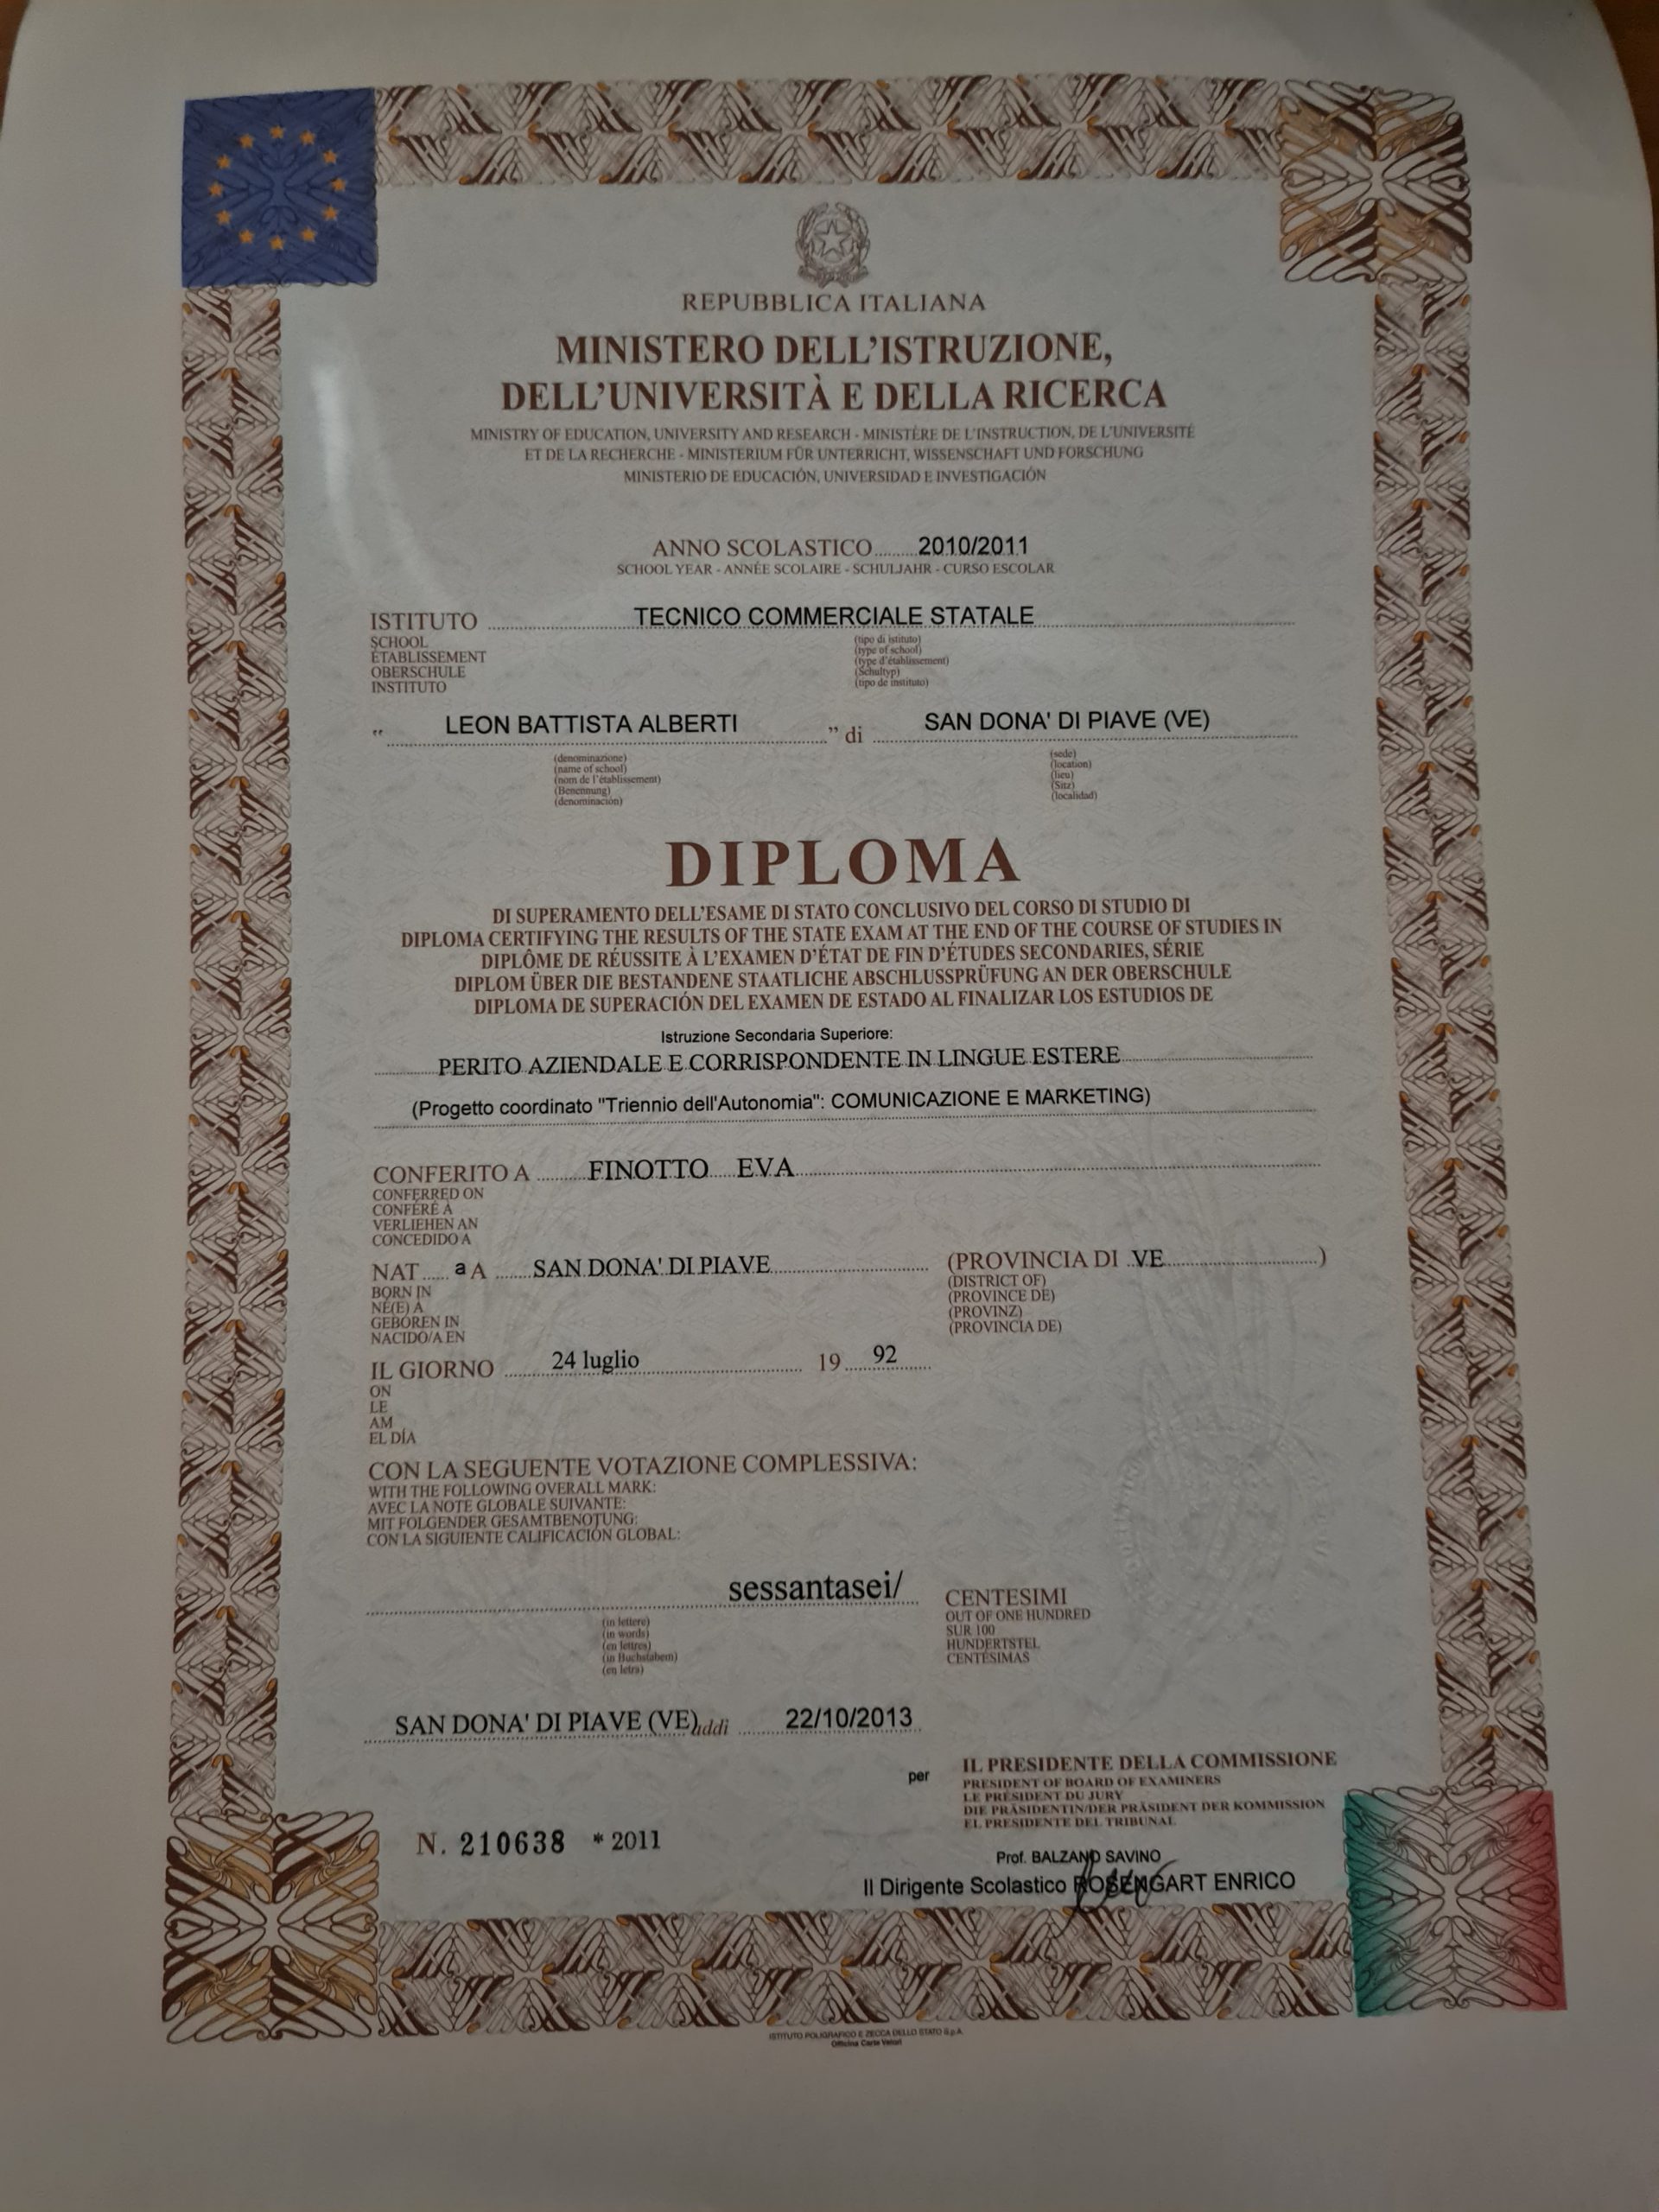 REPUBBLICA ITALIANA
MINISTERO DELL'ISTRUZIONE,
DELL'UNIVERSITÀ E DELLA RICERCA
MINISTRY OF EDUCATION, UNIVERSITY AND RESEARCH - MINISTÈRE DE L'INSTRUCTION, DE L'UNIVERSITÉ
ET DE LA RECHERCHE - MINISTERIUM FÜR UNTERRICHT, WISSENSCHAFT UND FORSCHUNG
MINISTERIO DE EDUCACIÓN, UNIVERSIDAD E INVESTIGACIÓN
ANNO SCOLASTICO 2010/2011
SCHOOL YEAR - ANNÉE SCOLAIRE - SCHULJAHR - CURSO ESCOLAR
ISTITUTO TECNICO COMMERCIALE STATALE
SCHOOL
ÉTABLISSEMENT
OBERSCHULE
INSTITUTO
(tipo di istituto)
(type of school)
(type d'établissement)
(Schultyp)
(tipo de instituto)
" LEON BATTISTA ALBERTI " di SAN DONA' DI PIAVE (VE)
(denominazione)
(name of school)
(nom de l'établissement)
(Benennung)
(denominación)
(sede)
(location)
(lieu)
(Sitz)
(localidad)
DIPLOMA
DI SUPERAMENTO DELL'ESAME DI STATO CONCLUSIVO DEL CORSO DI STUDIO DI
DIPLOMA CERTIFYING THE RESULTS OF THE STATE EXAM AT THE END OF THE COURSE OF STUDIES IN
DIPLÔME DE RÉUSSITE À L'EXAMEN D'ÉTAT DE FIN D'ÉTUDES SECONDARIES, SÉRIE
DIPLOM ÜBER DIE BESTANDENE STAATLICHE ABSCHLUSSPRÜFUNG AN DER OBERSCHULE
DIPLOMA DE SUPERACIÓN DEL EXAMEN DE ESTADO AL FINALIZAR LOS ESTUDIOS DE
Istruzione Secondaria Superiore:
PERITO AZIENDALE E CORRISPONDENTE IN LINGUE ESTERE
(Progetto coordinato "Triennio dell'Autonomia": COMUNICAZIONE E MARKETING)
CONFERITO A FINOTTO EVA
CONFERRED ON
CONFÉRÉ À
VERLIEHEN AN
CONCEDIDO A
NAT a A SAN DONA' DI PIAVE (PROVINCIA DI VE )
BORN IN
NÉ(E) À
GEBOREN IN
NACIDO/A EN
(DISTRICT OF)
(PROVINCE DE)
(PROVINZ)
(PROVINCIA DE)
IL GIORNO 24 luglio 19 92
ON
LE
AM
EL DÍA
CON LA SEGUENTE VOTAZIONE COMPLESSIVA:
WITH THE FOLLOWING OVERALL MARK:
AVEC LA NOTE GLOBALE SUIVANTE:
MIT FOLGENDER GESAMTBENOTUNG:
CON LA SIGUIENTE CALIFICACIÓN GLOBAL:
sessantasei/ CENTESIMI
OUT OF ONE HUNDRED
SUR 100
HUNDERTSTEL
CENTÉSIMAS
(in lettere)
(in words)
(en lettres)
(in Buchstabem)
(en letra)
SAN DONA' DI PIAVE (VE) addì 22/10/2013
per IL PRESIDENTE DELLA COMMISSIONE
PRESIDENT OF BOARD OF EXAMINERS
LE PRÉSIDENT DU JURY
DIE PRÄSIDENTIN/DER PRÄSIDENT DER KOMMISSION
EL PRESIDENTE DEL TRIBUNAL
N. 210638 * 2011
Prof. BALZANO SAVINO
Il Dirigente Scolastico ROSENGART ENRICO
ISTITUTO POLIGRAFICO E ZECCA DELLO STATO S.p.A.
Officina Carte Valori